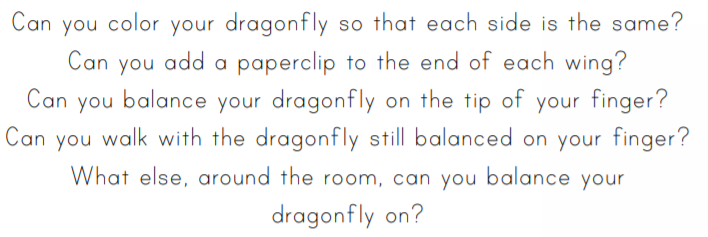 Can you color your dragonfly so that each side is the same?
Can you add a paperclip to the end of each wing?
Can you balance your dragonfly on the tip of your finger?
Can you walk with the dragonfly still balanced on your finger?
What else, around the room, can you balance your
dragonfly on?